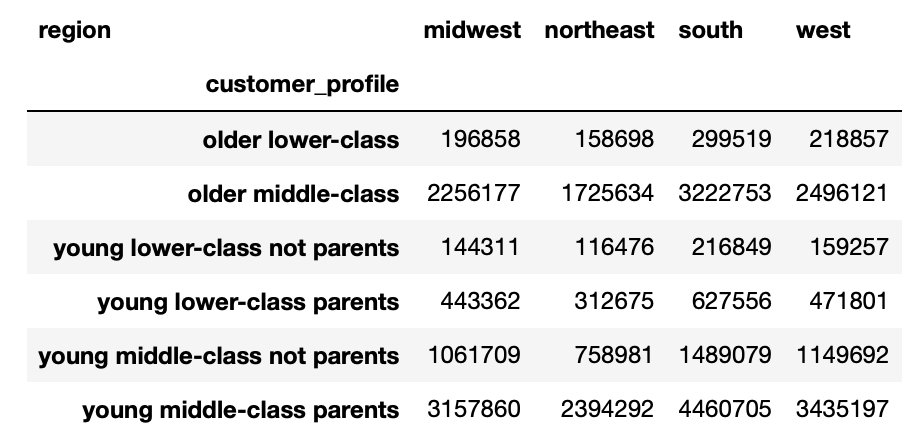 region midwest northeast south west
customer_profile
older lower-class 196858 158698 299519 218857
older middle-class 2256177 1725634 3222753 2496121
young lower-class not parents 144311 116476 216849 159257
young lower-class parents 443362 312675 627556 471801
young middle-class not parents 1061709 758981 1489079 1149692
young middle-class parents 3157860 2394292 4460705 3435197